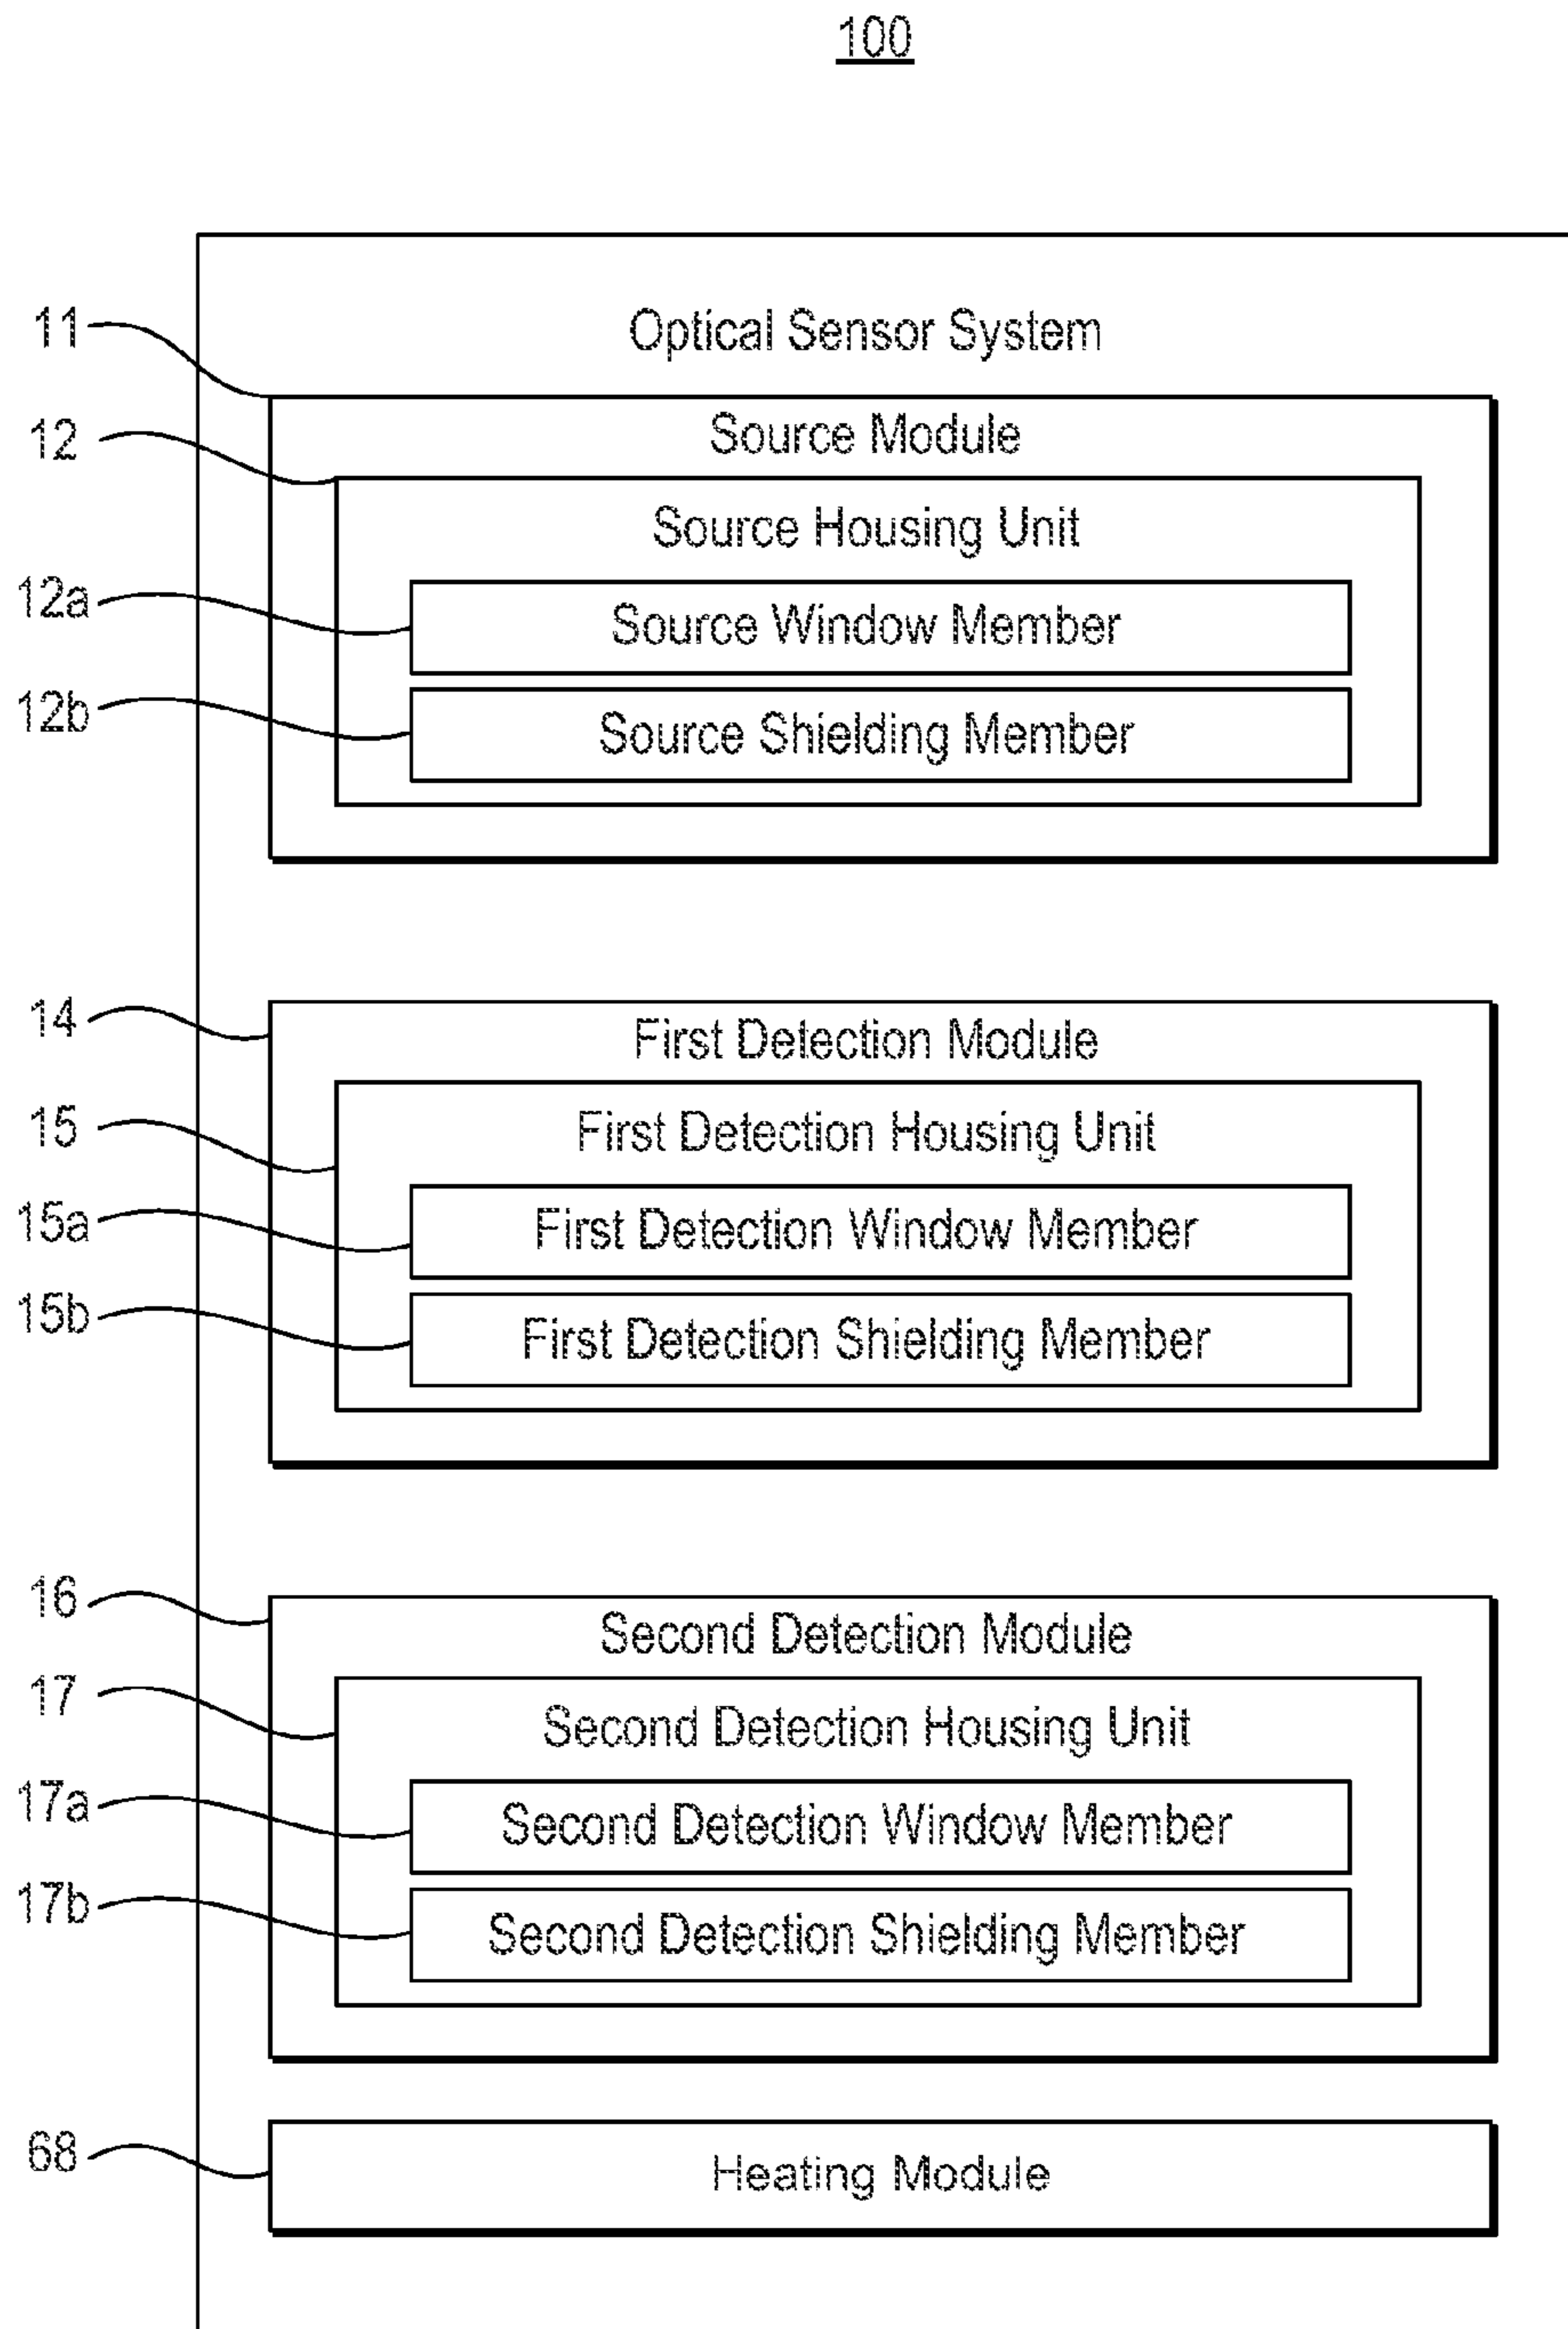 100
Optical Sensor System
11
Source Module
12
Source Housing Unit
12a
Source Window Member
12b
Source Shielding Member
14
First Detection Module
15
First Detection Housing Unit
15a
First Detection Window Member
15b
First Detection Shielding Member
16
Second Detection Module
17
Second Detection Housing Unit
17a
Second Detection Window Member
17b
Second Detection Shielding Member
68
Heating Module